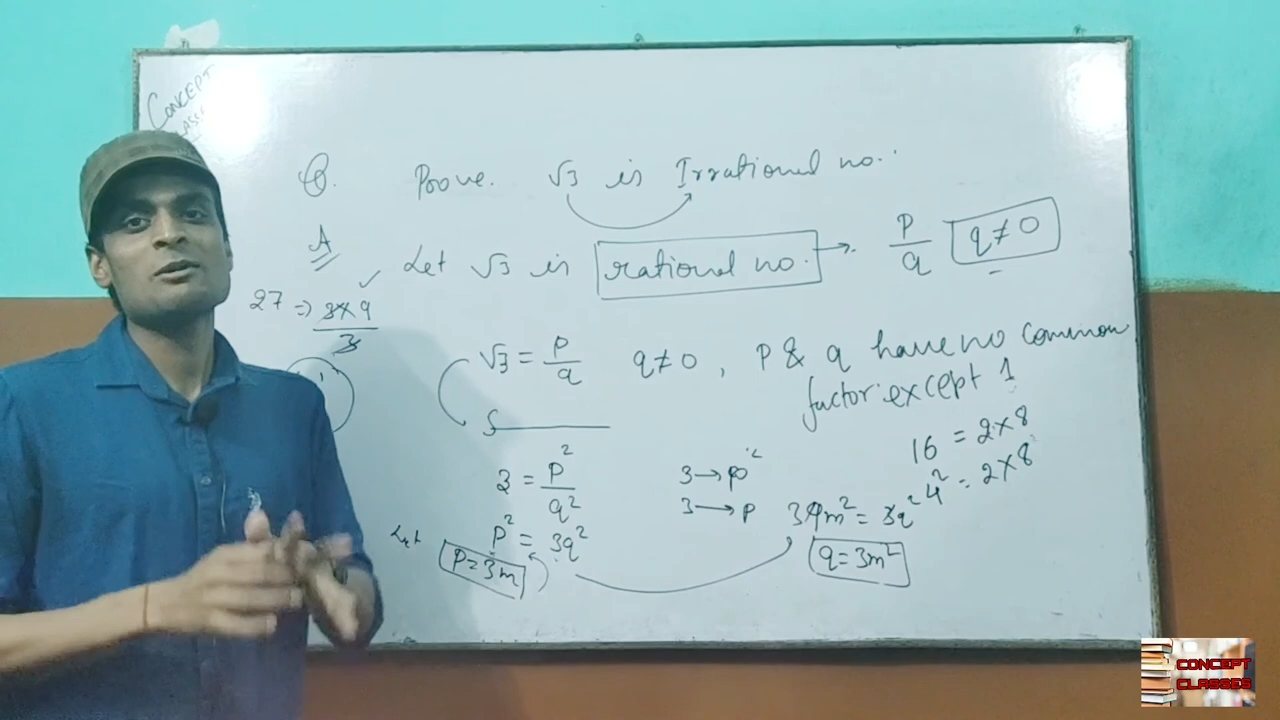 CONCEPT
CLASSES
Q. Prove. √3 is Irrational no.
A
Let √3 is rational no. → p/q q≠0
27 ⇒ 3×9/3
√3 = p/q q≠0, P & q have no common
factor except 1
3 = p²/q²
3 → p²
3 → p
16 = 2×8
4² = 2×8
p² = 3q²
Let p=3m
9m² = 3q²
q=3m²
CONCEPT
CLASSES